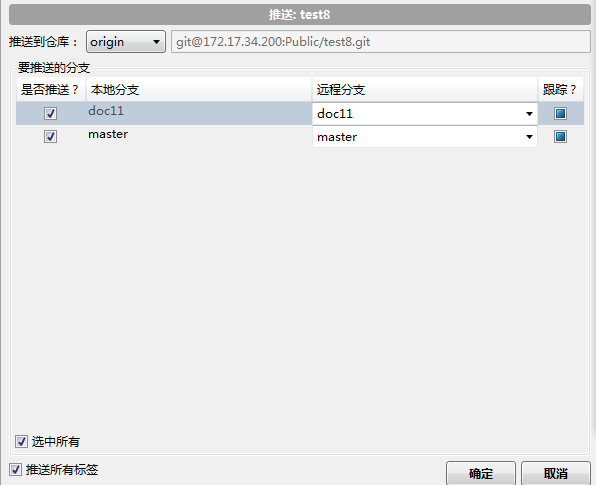 推送: test8
推送到仓库： origin git@172.17.34.200:Public/test8.git
要推送的分支
是否推送？ 本地分支 远程分支 跟踪？
doc11 doc11
master master
选中所有
推送所有标签
确定 取消